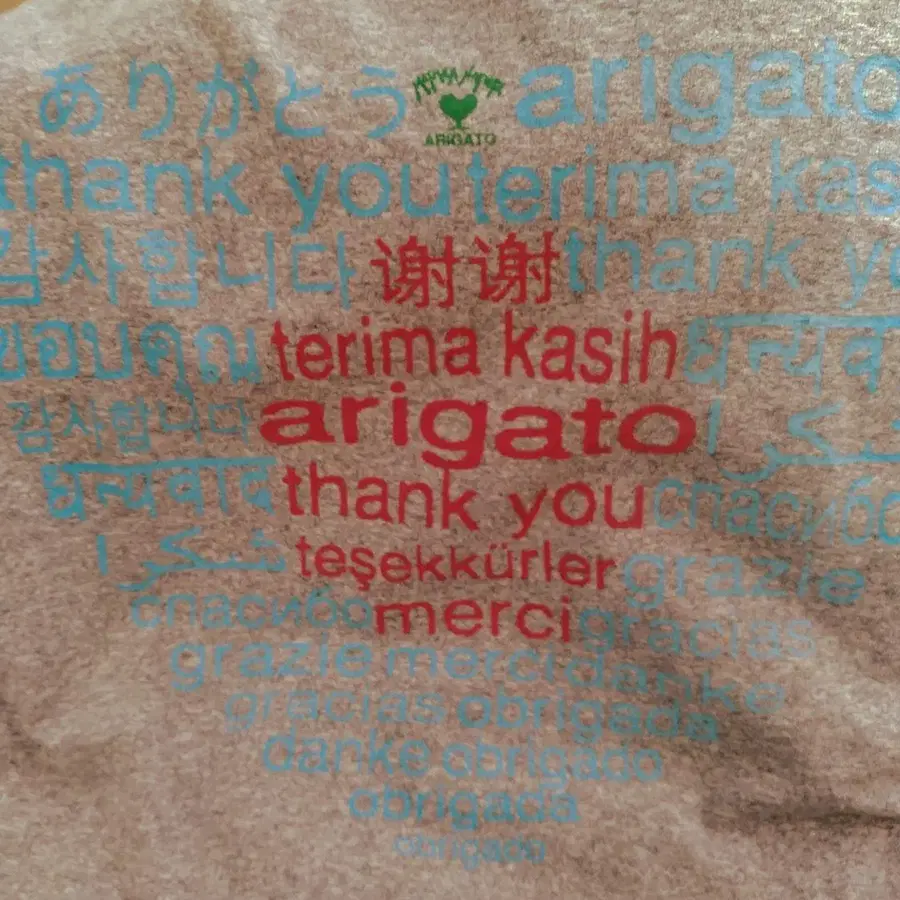 ありがとう arigato
ARIGATO
thank you terima kasi
감사합니다 谢谢 thank yo
ขอบคุณ terima kasih धन्यवा
감사합니다 arigato شكرا
धन्यवाद thank you спасибо
شكرا teşekkürler grazie
спасибо merci gracias
grazie merci danke
gracias obrigada
danke obrigado
obrigada
obrigado